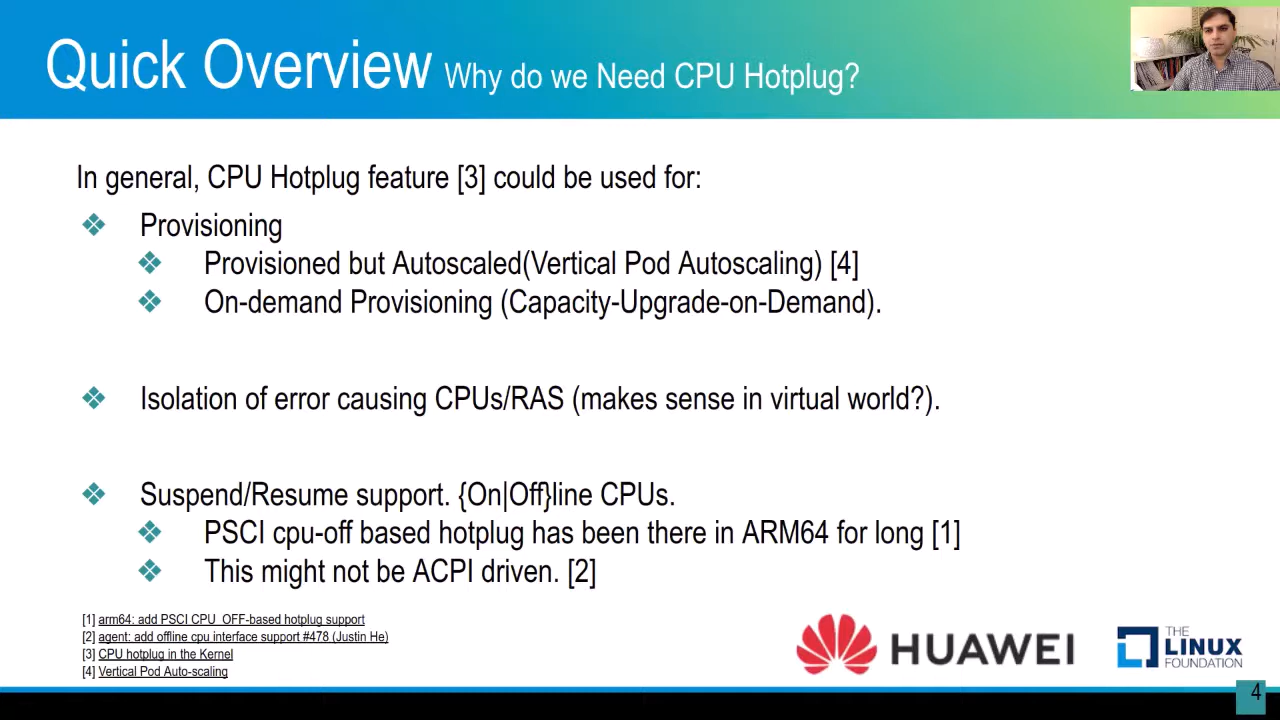 Quick Overview Why do we Need CPU Hotplug?
In general, CPU Hotplug feature [3] could be used for:
Provisioning
Provisioned but Autoscaled(Vertical Pod Autoscaling) [4]
On-demand Provisioning (Capacity-Upgrade-on-Demand).
Isolation of error causing CPUs/RAS (makes sense in virtual world?).
Suspend/Resume support. {On|Off}line CPUs.
PSCI cpu-off based hotplug has been there in ARM64 for long [1]
This might not be ACPI driven. [2]
[1] arm64: add PSCI CPU_OFF-based hotplug support
[2] agent: add offline cpu interface support #478 (Justin He)
[3] CPU hotplug in the Kernel
[4] Vertical Pod Auto-scaling
HUAWEI
THE
LINUX
FOUNDATION
4